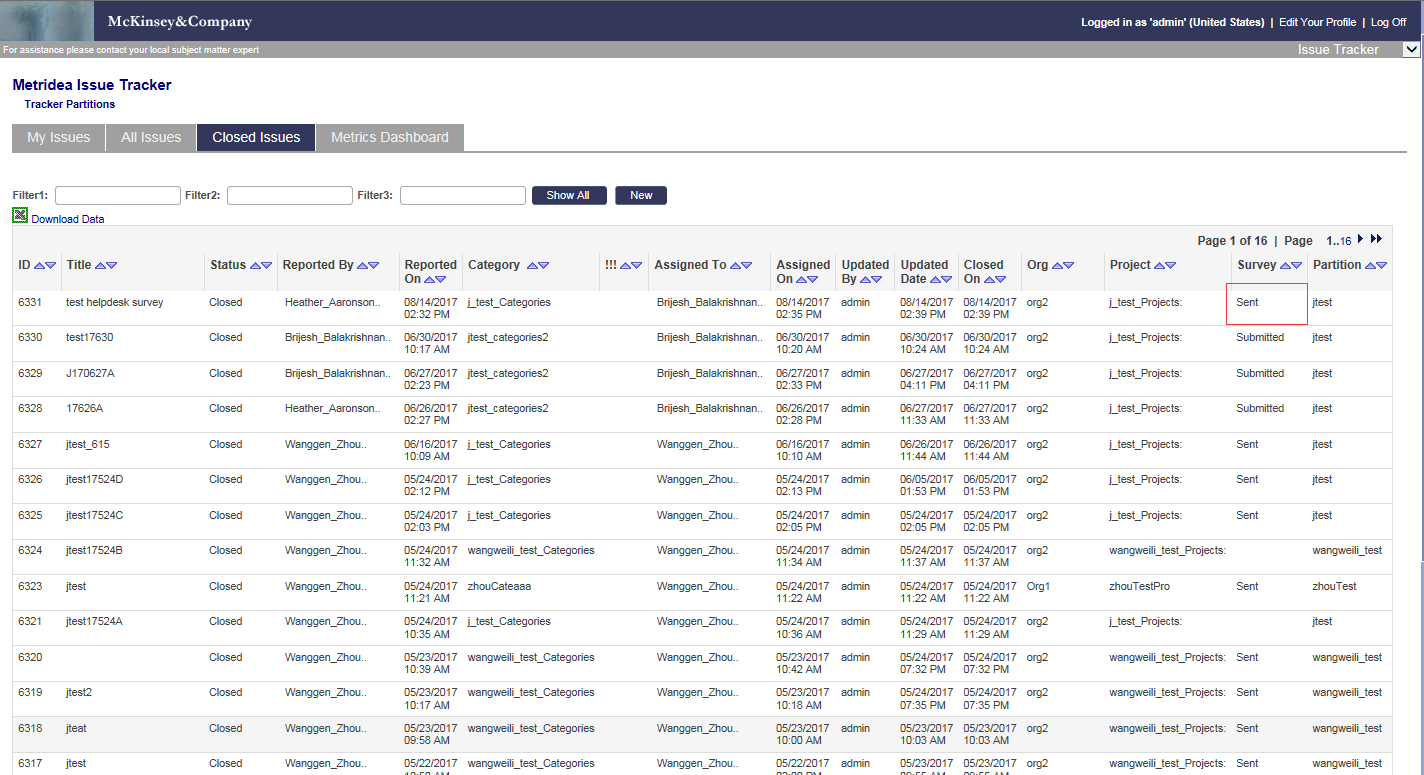 McKinsey&Company
Logged in as 'admin' (United States) | Edit Your Profile | Log Off
For assistance please contact your local subject matter expert
Issue Tracker
Metridea Issue Tracker
Tracker Partitions
My Issues All Issues Closed Issues Metrics Dashboard
Filter1: Filter2: Filter3: Show All New
Download Data
Page 1 of 16 | Page 1..16
ID Title Status Reported By Reported On Category !!! Assigned To Assigned On Updated By Updated Date Closed On Org Project Survey Partition
6331 test helpdesk survey Closed Heather_Aaronson.. 08/14/2017 02:32 PM j_test_Categories Brijesh_Balakrishnan.. 08/14/2017 02:35 PM admin 08/14/2017 02:39 PM 08/14/2017 02:39 PM org2 j_test_Projects: Sent jtest
6330 test17630 Closed Brijesh_Balakrishnan.. 06/30/2017 10:17 AM jtest_categories2 Brijesh_Balakrishnan.. 06/30/2017 10:20 AM admin 06/30/2017 10:24 AM 06/30/2017 10:24 AM org2 j_test_Projects: Submitted jtest
6329 J170627A Closed Brijesh_Balakrishnan.. 06/27/2017 02:23 PM jtest_categories2 Brijesh_Balakrishnan.. 06/27/2017 02:33 PM admin 06/27/2017 04:11 PM 06/27/2017 04:11 PM org2 j_test_Projects: Submitted jtest
6328 17626A Closed Heather_Aaronson.. 06/26/2017 02:27 PM jtest_categories2 Brijesh_Balakrishnan.. 06/26/2017 02:28 PM admin 06/27/2017 11:33 AM 06/27/2017 11:33 AM org2 j_test_Projects: Submitted jtest
6327 jtest_615 Closed Wanggen_Zhou.. 06/16/2017 10:09 AM j_test_Categories Wanggen_Zhou.. 06/16/2017 10:10 AM admin 06/26/2017 11:44 AM 06/26/2017 11:44 AM org2 j_test_Projects: Sent jtest
6326 jtest17524D Closed Wanggen_Zhou.. 05/24/2017 02:12 PM j_test_Categories Wanggen_Zhou.. 05/24/2017 02:13 PM admin 06/05/2017 01:53 PM 06/05/2017 01:53 PM org2 j_test_Projects: Sent jtest
6325 jtest17524C Closed Wanggen_Zhou.. 05/24/2017 02:03 PM j_test_Categories Wanggen_Zhou.. 05/24/2017 02:05 PM admin 05/24/2017 02:05 PM 05/24/2017 02:05 PM org2 j_test_Projects: Sent jtest
6324 jtest17524B Closed Wanggen_Zhou.. 05/24/2017 11:32 AM wangweili_test_Categories Wanggen_Zhou.. 05/24/2017 11:34 AM admin 05/24/2017 11:37 AM 05/24/2017 11:37 AM org2 wangweili_test_Projects: wangweili_test
6323 jtest Closed Wanggen_Zhou.. 05/24/2017 11:21 AM zhouCateaaa Wanggen_Zhou.. 05/24/2017 11:22 AM admin 05/24/2017 11:22 AM 05/24/2017 11:22 AM Org1 zhouTestPro Sent zhouTest
6321 jtest17524A Closed Wanggen_Zhou.. 05/24/2017 10:35 AM j_test_Categories Wanggen_Zhou.. 05/24/2017 10:36 AM admin 05/24/2017 11:29 AM 05/24/2017 11:29 AM org2 j_test_Projects: jtest
6320 Closed Wanggen_Zhou.. 05/23/2017 10:39 AM wangweili_test_Categories Wanggen_Zhou.. 05/23/2017 10:42 AM admin 05/24/2017 07:32 PM 05/24/2017 07:32 PM org2 wangweili_test_Projects: Sent wangweili_test
6319 jtest2 Closed Wanggen_Zhou.. 05/23/2017 10:17 AM wangweili_test_Categories Wanggen_Zhou.. 05/23/2017 10:18 AM admin 05/24/2017 07:35 PM 05/24/2017 07:35 PM org2 wangweili_test_Projects: Sent wangweili_test
6318 jteat Closed Wanggen_Zhou.. 05/23/2017 09:58 AM wangweili_test_Categories Wanggen_Zhou.. 05/23/2017 10:00 AM admin 05/23/2017 10:03 AM 05/23/2017 10:03 AM org2 wangweili_test_Projects: Sent wangweili_test
6317 jtest Closed Wanggen_Zhou.. 05/22/2017 wangweili_test_Categories Wanggen_Zhou.. 05/22/2017 admin 05/23/2017 05/23/2017 org2 wangweili_test_Projects: Sent wangweili_test